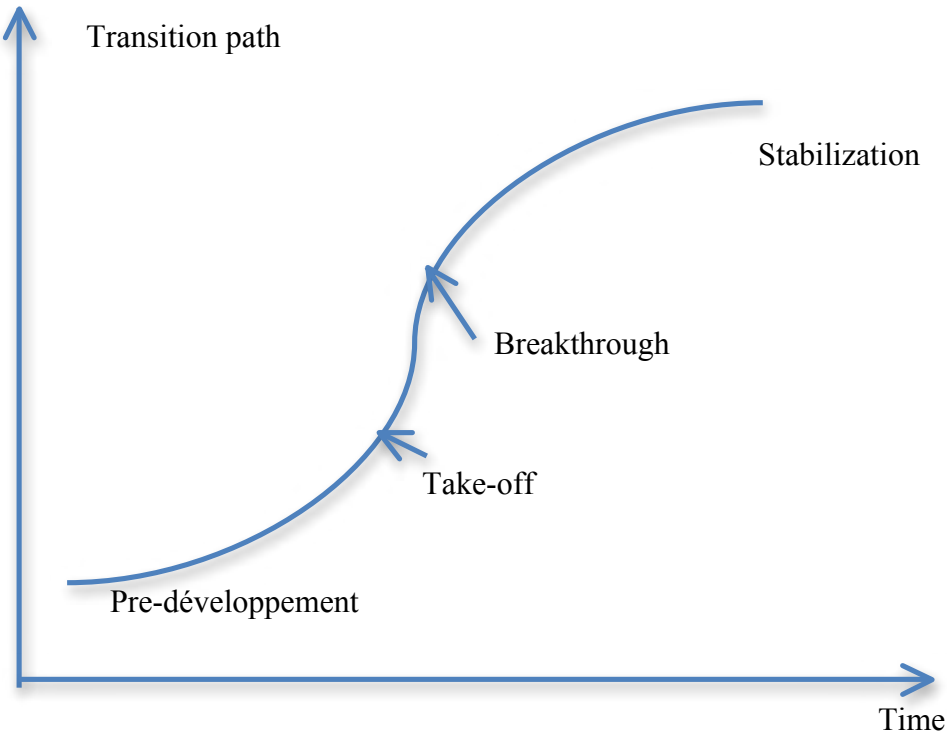 Transition path
Stabilization
Breakthrough
Take-off
Pre-développement
Time